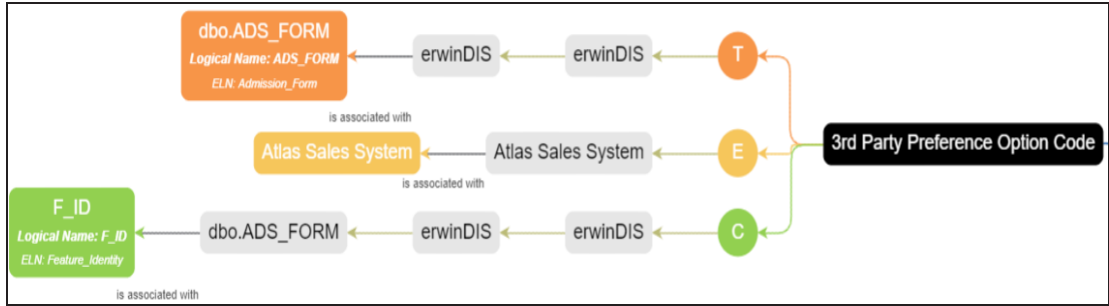 dbo.ADS_FORM
Logical Name: ADS_FORM
ELN: Admission_Form
erwinDIS
erwinDIS
T
is associated with
Atlas Sales System
Atlas Sales System
E
3rd Party Preference Option Code
is associated with
F_ID
Logical Name: F_ID
ELN: Feature_Identity
dbo.ADS_FORM
erwinDIS
erwinDIS
C
is associated with